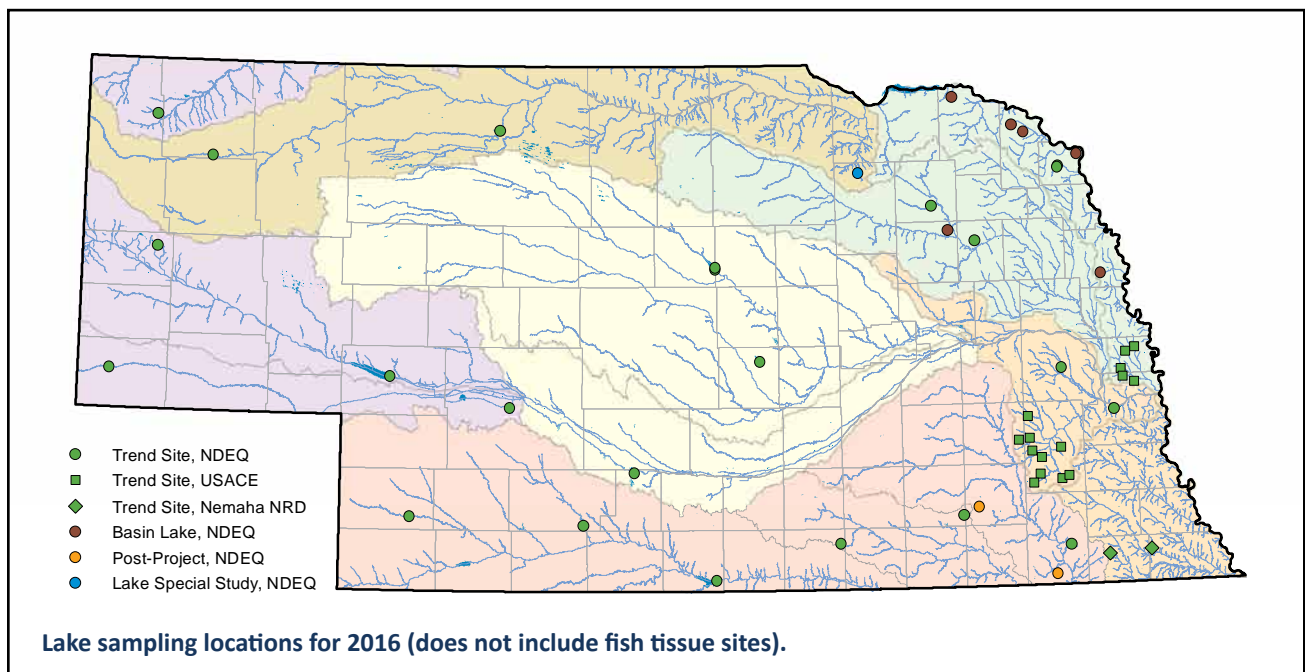 Trend Site, NDEQ
Trend Site, USACE
Trend Site, Nemaha NRD
Basin Lake, NDEQ
Post-Project, NDEQ
Lake Special Study, NDEQ
Lake sampling locations for 2016 (does not include fish tissue sites).